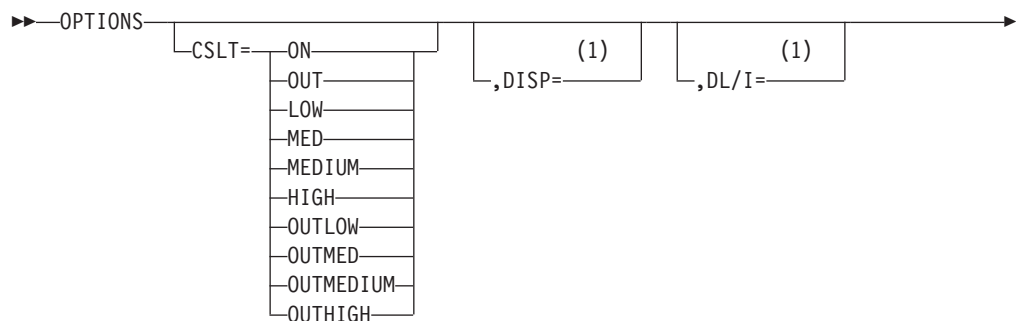 OPTIONS
CSLT= ON (1) (1)
OUT ,DISP= ,DL/I=
LOW
MED
MEDIUM
HIGH
OUTLOW
OUTMED
OUTMEDIUM
OUTHIGH